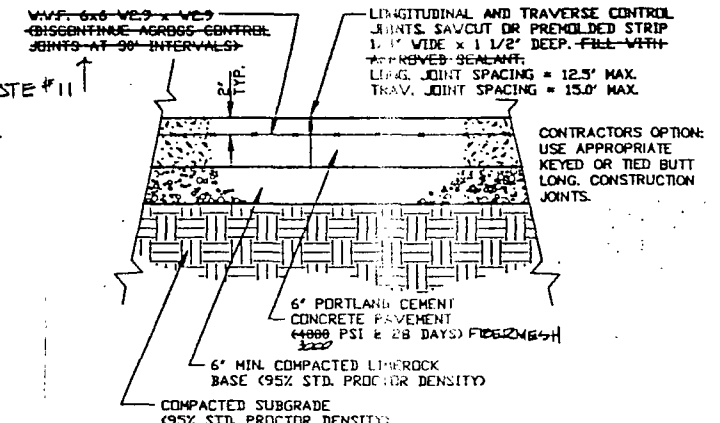 W.V.F. 6x6 W2.9 x W2.9
(DISCONTINUE ACROSS CONTROL
JOINTS AT 90' INTERVALS)
STE #11
2"
TYP.
LONGITUDINAL AND TRAVERSE CONTROL
JOINTS. SAVCUT OR PREMOLDED STRIP
WIDE x 1 1/2" DEEP. FILL WITH
APPROVED SEALANT.
LONG. JOINT SPACING = 12.5' MAX.
TRAV. JOINT SPACING = 15.0' MAX.
CONTRACTORS OPTION:
USE APPROPRIATE
KEYED OR TIED BUTT
LONG. CONSTRUCTION
JOINTS.
6" PORTLAND CEMENT
CONCRETE PAVEMENT
(4000 PSI @ 28 DAYS) FIBERMESH
3000
6" MIN. COMPACTED LIMEROCK
BASE (95% STD. PROCTOR DENSITY)
COMPACTED SUBGRADE
(95% STD. PROCTOR DENSITY)